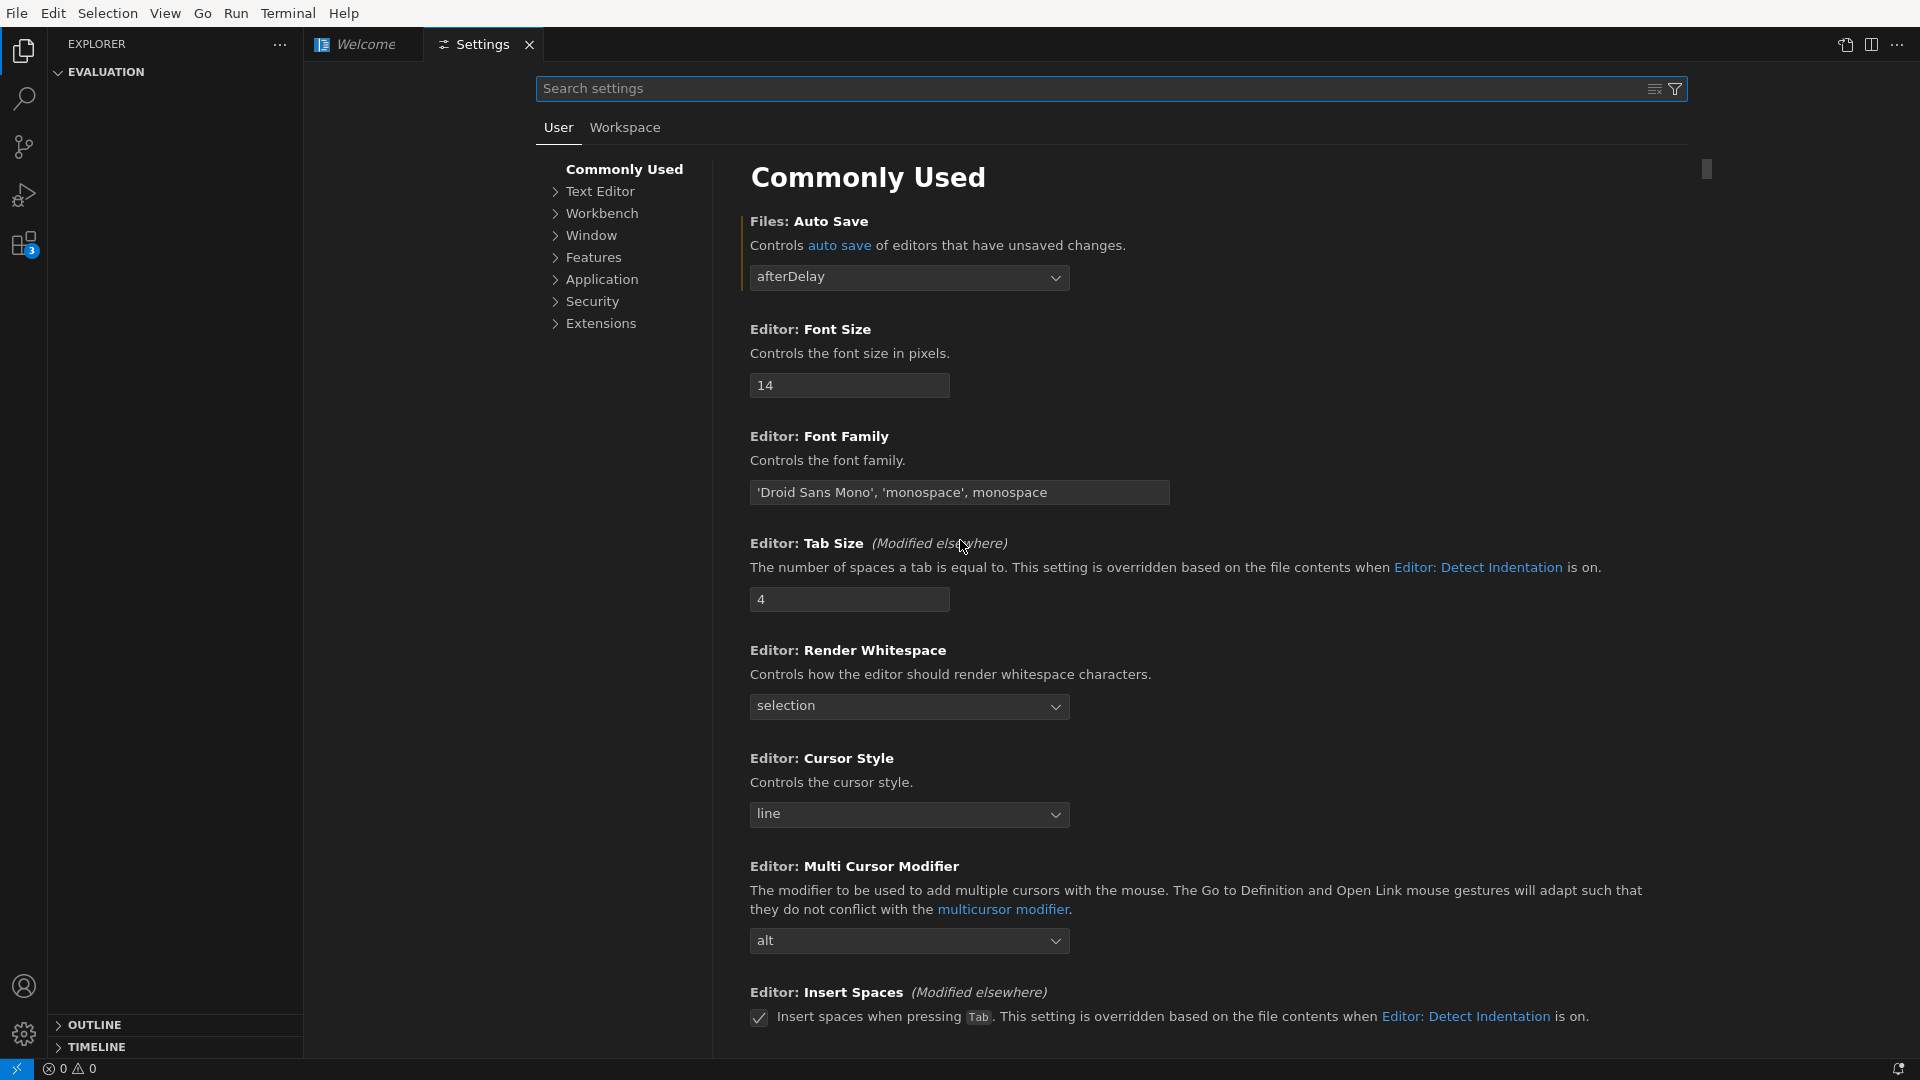 File Edit Selection View Go Run Terminal Help
EXPLORER
Welcome
Settings
EVALUATION
Search settings
User
Workspace
Commonly Used
Text Editor
Workbench
Window
Features
Application
Security
Extensions
Commonly Used
Files: Auto Save
Controls auto save of editors that have unsaved changes.
afterDelay
Editor: Font Size
Controls the font size in pixels.
14
Editor: Font Family
Controls the font family.
'Droid Sans Mono', 'monospace', monospace
Editor: Tab Size (Modified elsewhere)
The number of spaces a tab is equal to. This setting is overridden based on the file contents when Editor: Detect Indentation is on.
4
Editor: Render Whitespace
Controls how the editor should render whitespace characters.
selection
Editor: Cursor Style
Controls the cursor style.
line
Editor: Multi Cursor Modifier
The modifier to be used to add multiple cursors with the mouse. The Go to Definition and Open Link mouse gestures will adapt such that
they do not conflict with the multicursor modifier.
alt
Editor: Insert Spaces (Modified elsewhere)
Insert spaces when pressing Tab. This setting is overridden based on the file contents when Editor: Detect Indentation is on.
3
OUTLINE
TIMELINE
0 0